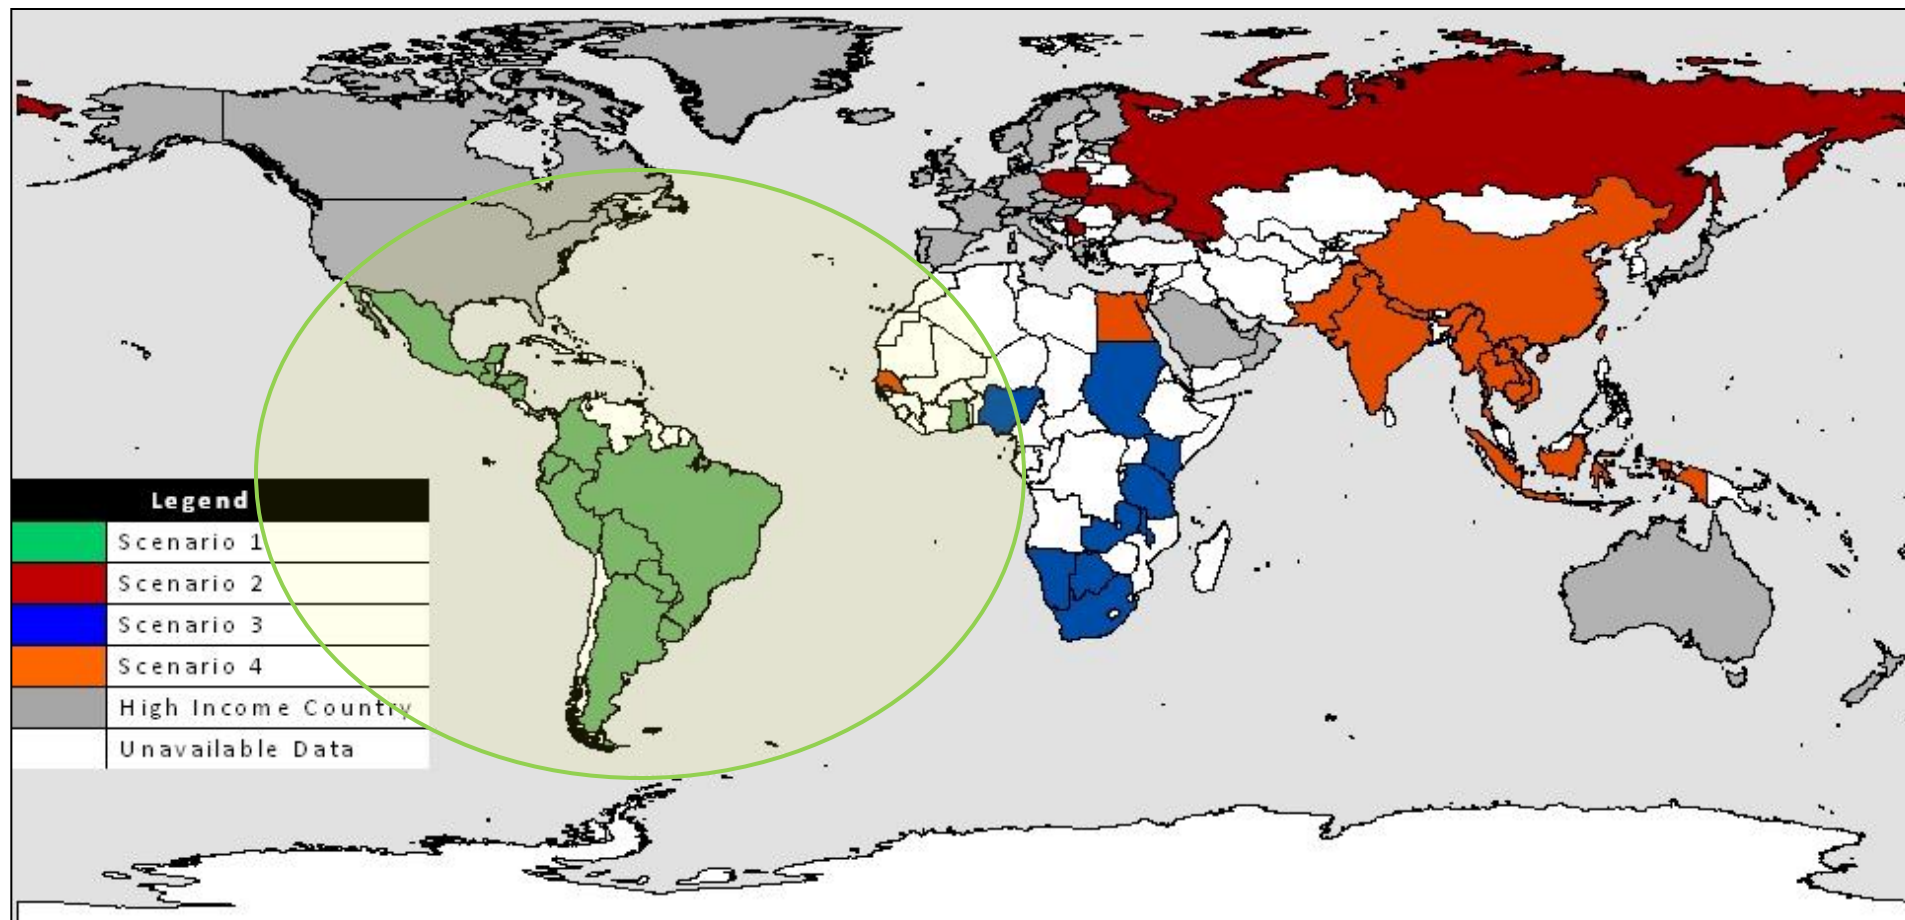 Legend
Scenario 1
Scenario 2
Scenario 3
Scenario 4
High Income Country
Unavailable Data